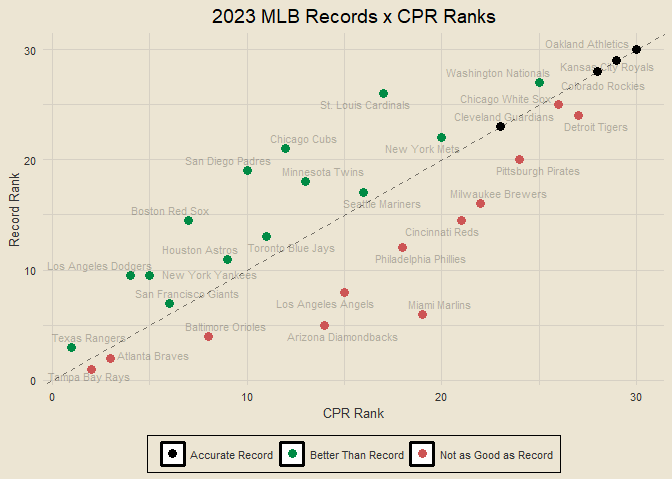 2023 MLB Records x CPR Ranks
Oakland Athletics
Kansas City Royals
Washington Nationals
Colorado Rockies
Chicago White Sox
St. Louis Cardinals
Cleveland Guardians
Detroit Tigers
Chicago Cubs
New York Mets
San Diego Padres
Minnesota Twins
Pittsburgh Pirates
Milwaukee Brewers
Seattle Mariners
Boston Red Sox
Cincinnati Reds
Houston Astros
Toronto Blue Jays
Philadelphia Phillies
Los Angeles Dodgers
New York Yankees
San Francisco Giants
Los Angeles Angels
Miami Marlins
Baltimore Orioles
Arizona Diamondbacks
Texas Rangers
Atlanta Braves
Tampa Bay Rays
Record Rank
30
20
10
0
0 10 20 30
CPR Rank
Accurate Record Better Than Record Not as Good as Record